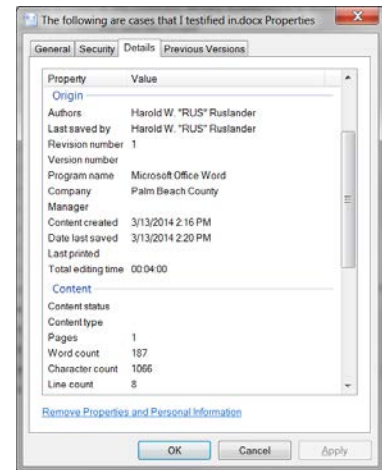 The following are cases that I testified in.docx Properties
General Security Details Previous Versions
Property Value
Origin
Authors Harold W. "RUS" Ruslander
Last saved by Harold W. "RUS" Ruslander
Revision number 1
Version number
Program name Microsoft Office Word
Company Palm Beach County
Manager
Content created 3/13/2014 2:16 PM
Date last saved 3/13/2014 2:20 PM
Last printed
Total editing time 00:04:00
Content
Content status
Content type
Pages 1
Word count 187
Character count 1066
Line count 8
Remove Properties and Personal Information
OK Cancel Apply